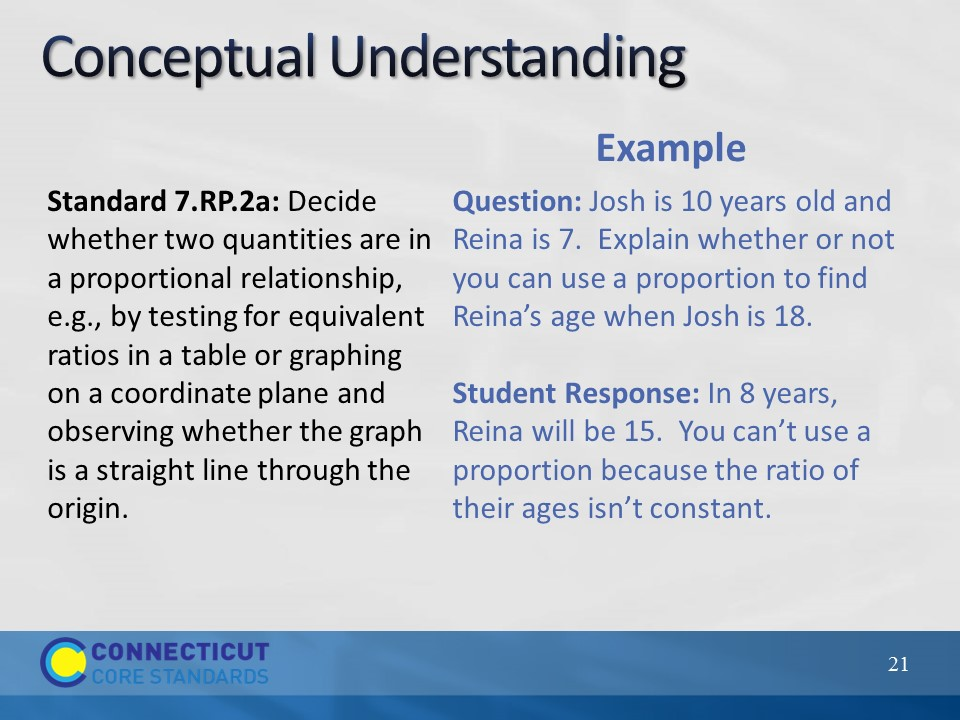 Conceptual Understanding
Standard 7.RP.2a: Decide
whether two quantities are in
a proportional relationship,
e.g., by testing for equivalent
ratios in a table or graphing
on a coordinate plane and
observing whether the graph
is a straight line through the
origin.
Example
Question: Josh is 10 years old and
Reina is 7.  Explain whether or not
you can use a proportion to find
Reina’s age when Josh is 18.
Student Response: In 8 years,
Reina will be 15.  You can’t use a
proportion because the ratio of
their ages isn’t constant.
CONNECTICUT
CORE STANDARDS
21